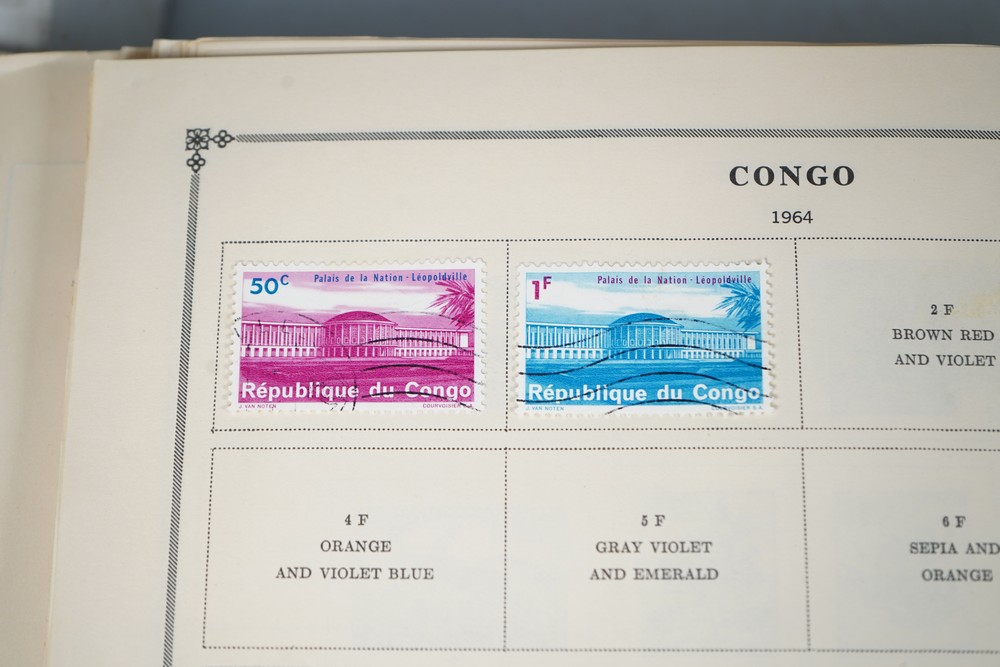 CONGO
1964
50C
Palais de la Nation - Léopoldville
République du Congo
J. VAN NOTEN
COURVOISIER S.A.
1F
Palais de la Nation - Léopoldville
République du Congo
J. VAN NOTEN
COURVOISIER S.A.
2 F
BROWN RED
AND VIOLET
4 F
ORANGE
AND VIOLET BLUE
5 F
GRAY VIOLET
AND EMERALD
6 F
SEPIA AND
ORANGE